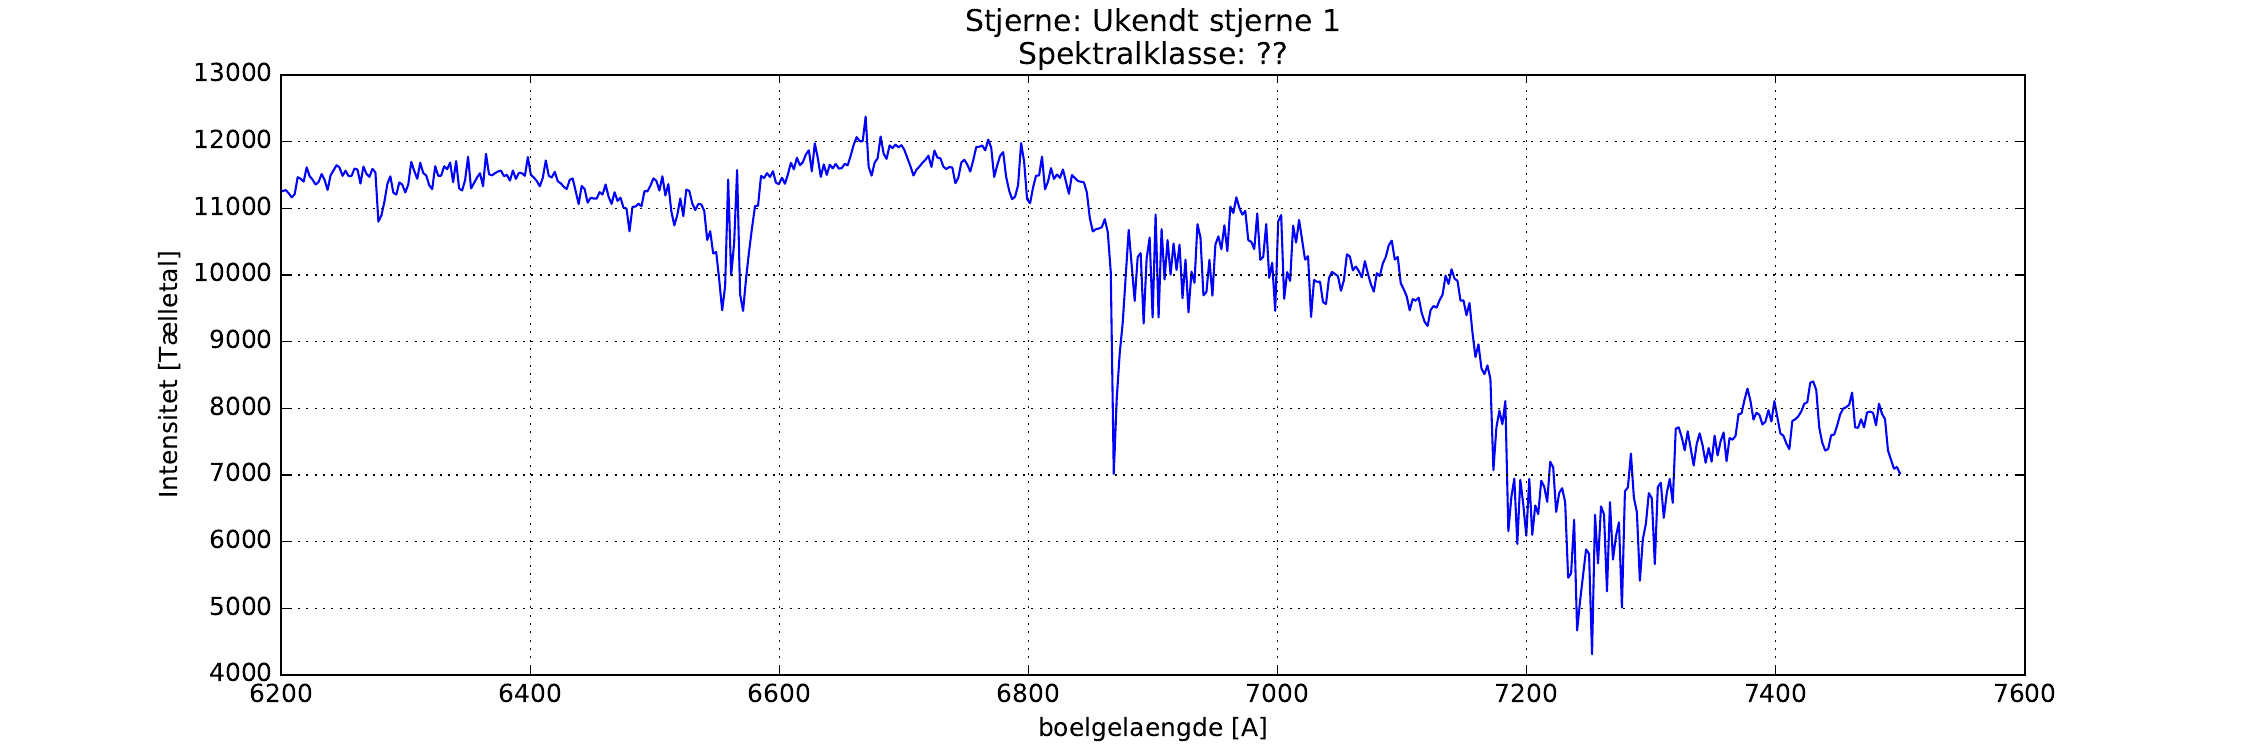 Stjerne: Ukendt stjerne 1
Spektralklasse: ??
13000
12000
11000
10000
9000
8000
7000
6000
5000
4000
Intensitet [Tælletal]
6200 6400 6600 6800 7000 7200 7400 7600
boelgelaengde [A]